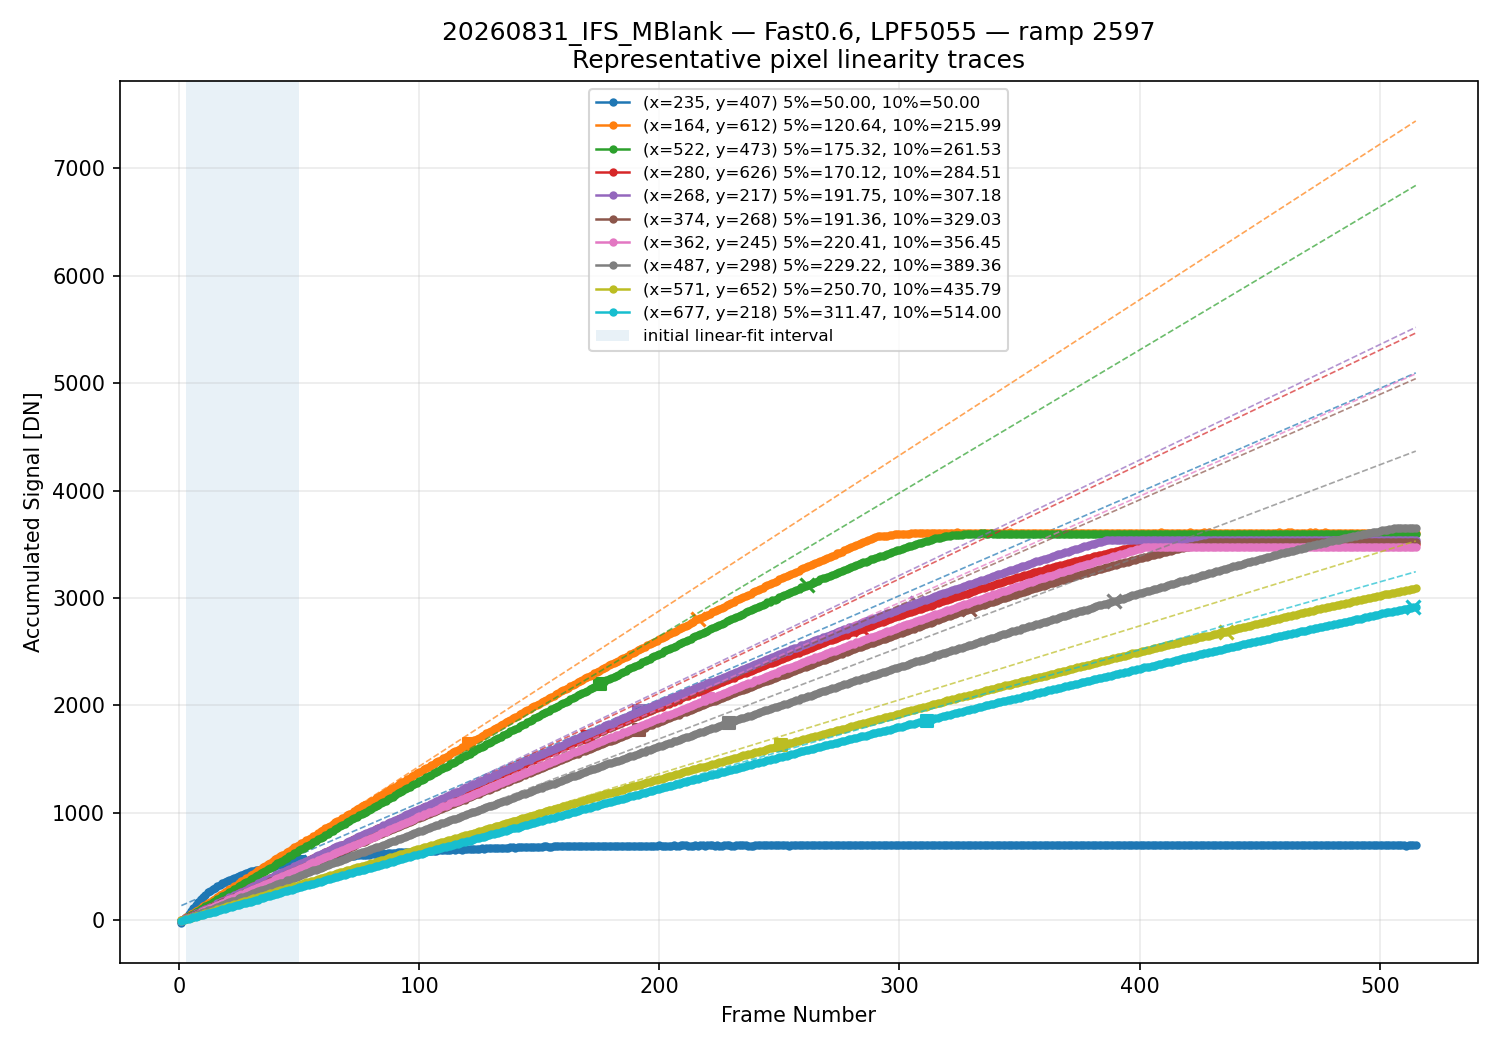 20260831_IFS_MBlank — Fast0.6, LPF5055 — ramp 2597
Representative pixel linearity traces
(x=235, y=407) 5%=50.00, 10%=50.00
(x=164, y=612) 5%=120.64, 10%=215.99
(x=522, y=473) 5%=175.32, 10%=261.53
(x=280, y=626) 5%=170.12, 10%=284.51
(x=268, y=217) 5%=191.75, 10%=307.18
(x=374, y=268) 5%=191.36, 10%=329.03
(x=362, y=245) 5%=220.41, 10%=356.45
(x=487, y=298) 5%=229.22, 10%=389.36
(x=571, y=652) 5%=250.70, 10%=435.79
(x=677, y=218) 5%=311.47, 10%=514.00
initial linear-fit interval
Accumulated Signal [DN]
7000
6000
5000
4000
3000
2000
1000
0
0 100 200 300 400 500
Frame Number